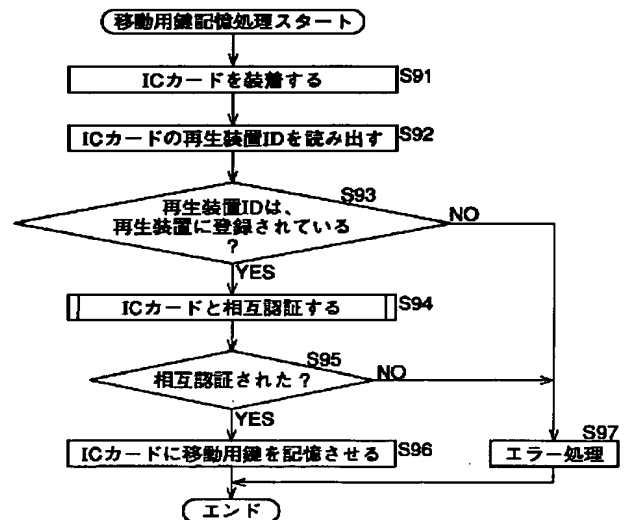 移動用鍵記憶処理スタート
ICカードを装着する
S91
ICカードの再生装置IDを読み出す
S92
S93
再生装置IDは、
再生装置に登録されている
?
NO
YES
ICカードと相互認証する
S94
S95
相互認証された?
NO
YES
ICカードに移動用鍵を記憶させる
S96
S97
エラー処理
エンド